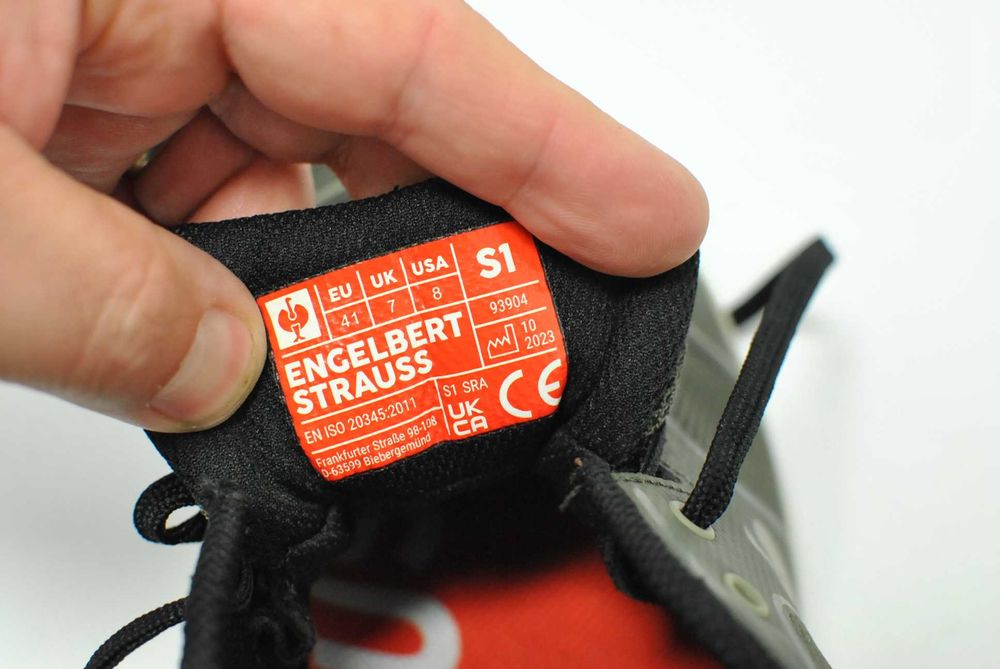 EU UK USA S1
41 7 8
93904
10
2023
ENGELBERT
STRAUSS
EN ISO 20345:2011
S1 SRA
UK
CA
CE
Frankfurter Straße 98-108
D-63599 Biebergemünd